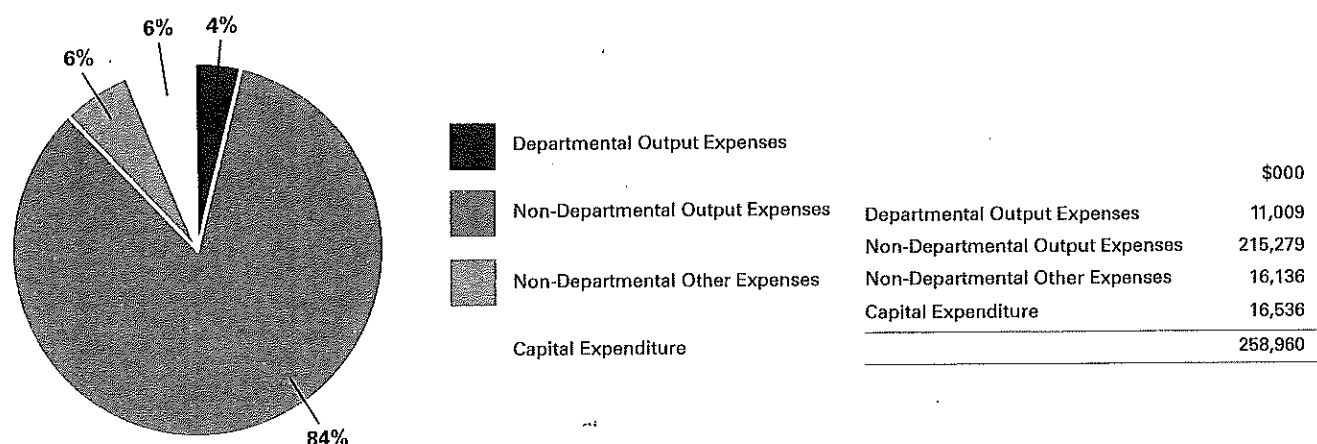 6%
4%
6%
84%
Departmental Output Expenses
Non-Departmental Output Expenses
Non-Departmental Other Expenses
Capital Expenditure
$000
Departmental Output Expenses 11,009
Non-Departmental Output Expenses 215,279
Non-Departmental Other Expenses 16,136
Capital Expenditure 16,536
258,960